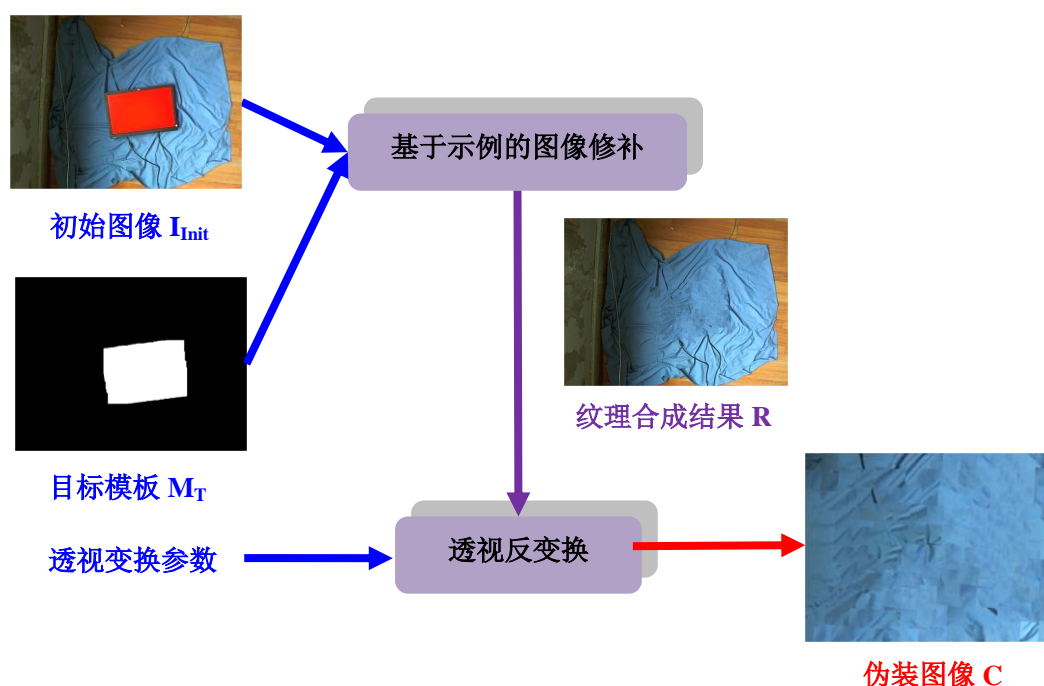 基于示例的图像修补
初始图像 I_Init
纹理合成结果 R
目标模板 M_T
透视变换参数
透视反变换
伪装图像 C